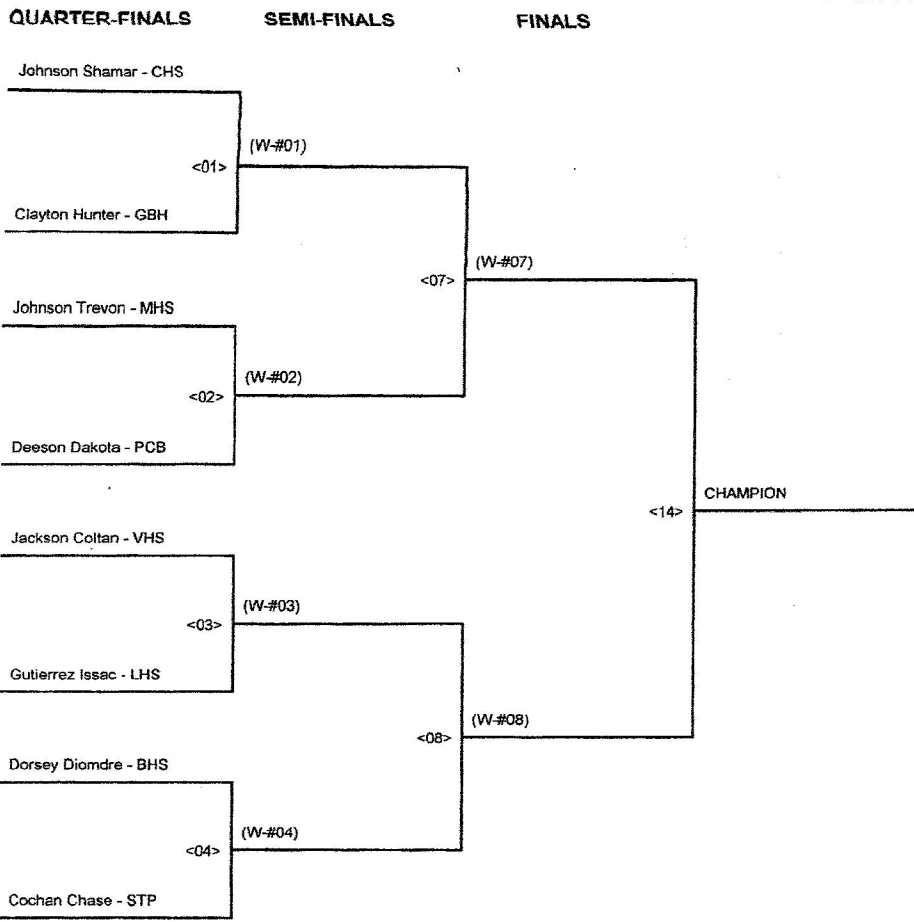 QUARTER-FINALS SEMI-FINALS FINALS
Johnson Shamar - CHS
(W-#01)
<01>
Clayton Hunter - GBH
(W-#07)
<07>
Johnson Trevon - MHS
(W-#02)
<02>
Deeson Dakota - PCB
CHAMPION
<14>
Jackson Coltan - VHS
(W-#03)
<03>
Gutierrez Issac - LHS
(W-#08)
<08>
Dorsey Diomdre - BHS
(W-#04)
<04>
Cochan Chase - STP